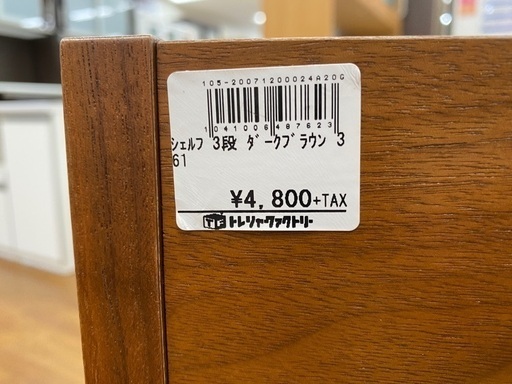 105-20071200024A20G
1041006487623
シェルフ 3段 ダークブラウン 3
61
¥4,800+TAX
TF トレジャーファクトリー